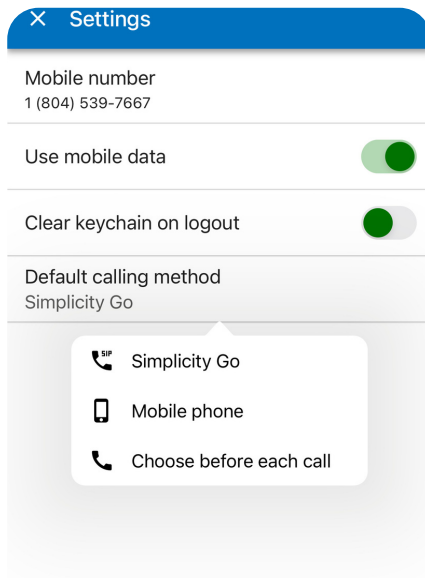 Settings
Mobile number
1 (804) 539-7667
Use mobile data
Clear keychain on logout
Default calling method
Simplicity Go
SIP
Simplicity Go
Mobile phone
Choose before each call